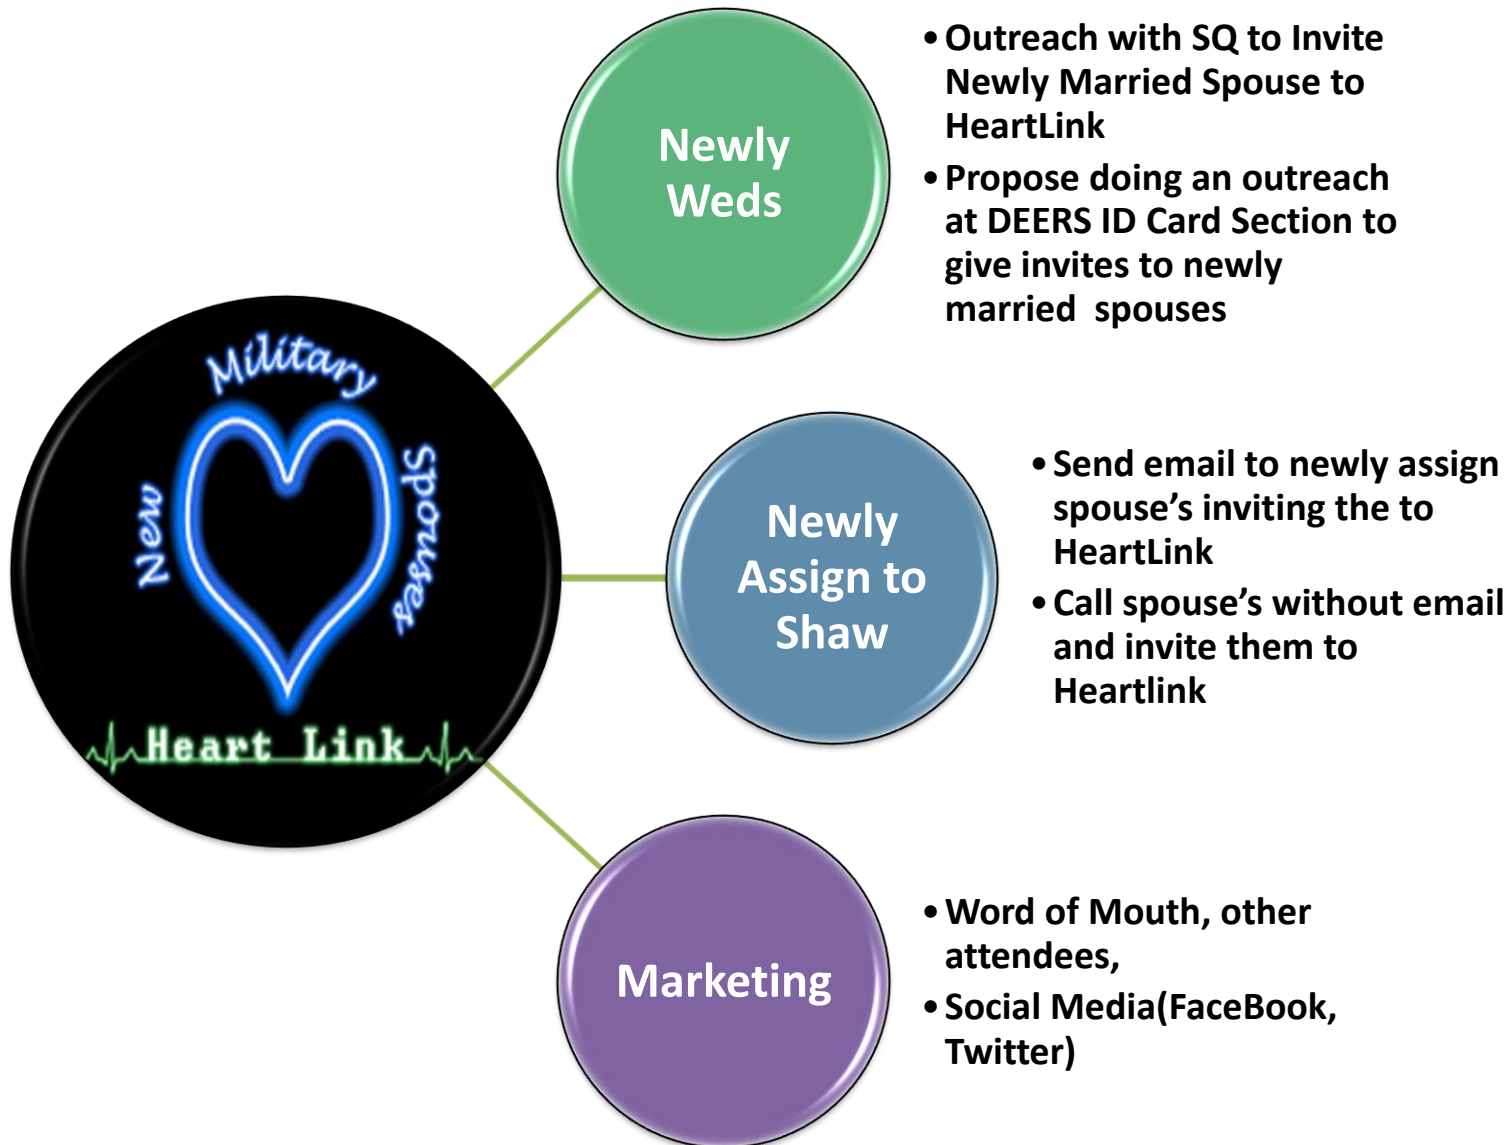 New
Military
Spouses
Heart Link
Newly
Weds
• Outreach with SQ to Invite
Newly Married Spouse to
HeartLink
• Propose doing an outreach
at DEERS ID Card Section to
give invites to newly
married spouses
Newly
Assign to
Shaw
• Send email to newly assign
spouse’s inviting the to
HeartLink
• Call spouse’s without email
and invite them to
Heartlink
Marketing
• Word of Mouth, other
attendees,
• Social Media(FaceBook,
Twitter)